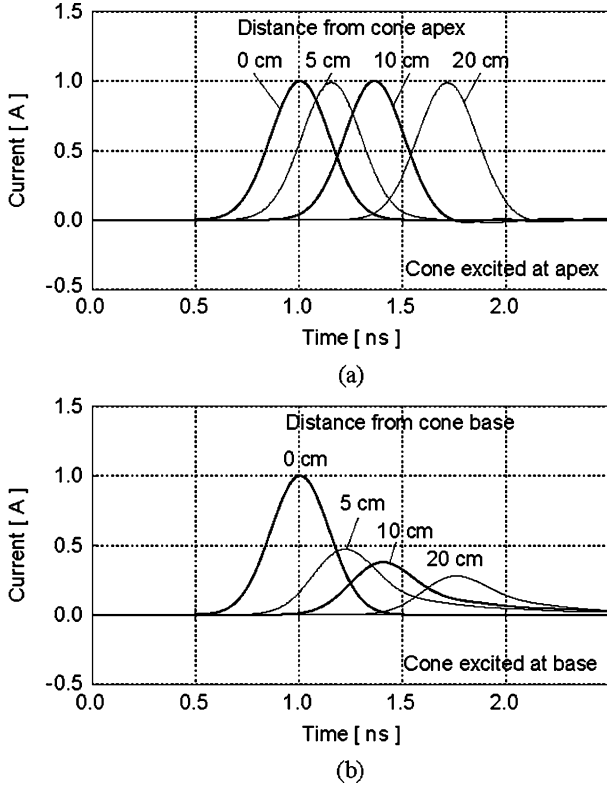 1.5
Distance from cone apex
0 cm 5 cm 10 cm 20 cm
1.0
0.5
0.0
Cone excited at apex
-0.5
0.0 0.5 1.0 1.5 2.0
Current [ A ]
Time [ ns ]
(a)
1.5
Distance from cone base
0 cm
1.0
5 cm
10 cm
0.5
20 cm
0.0
Cone excited at base
-0.5
0.0 0.5 1.0 1.5 2.0
Current [ A ]
Time [ ns ]
(b)